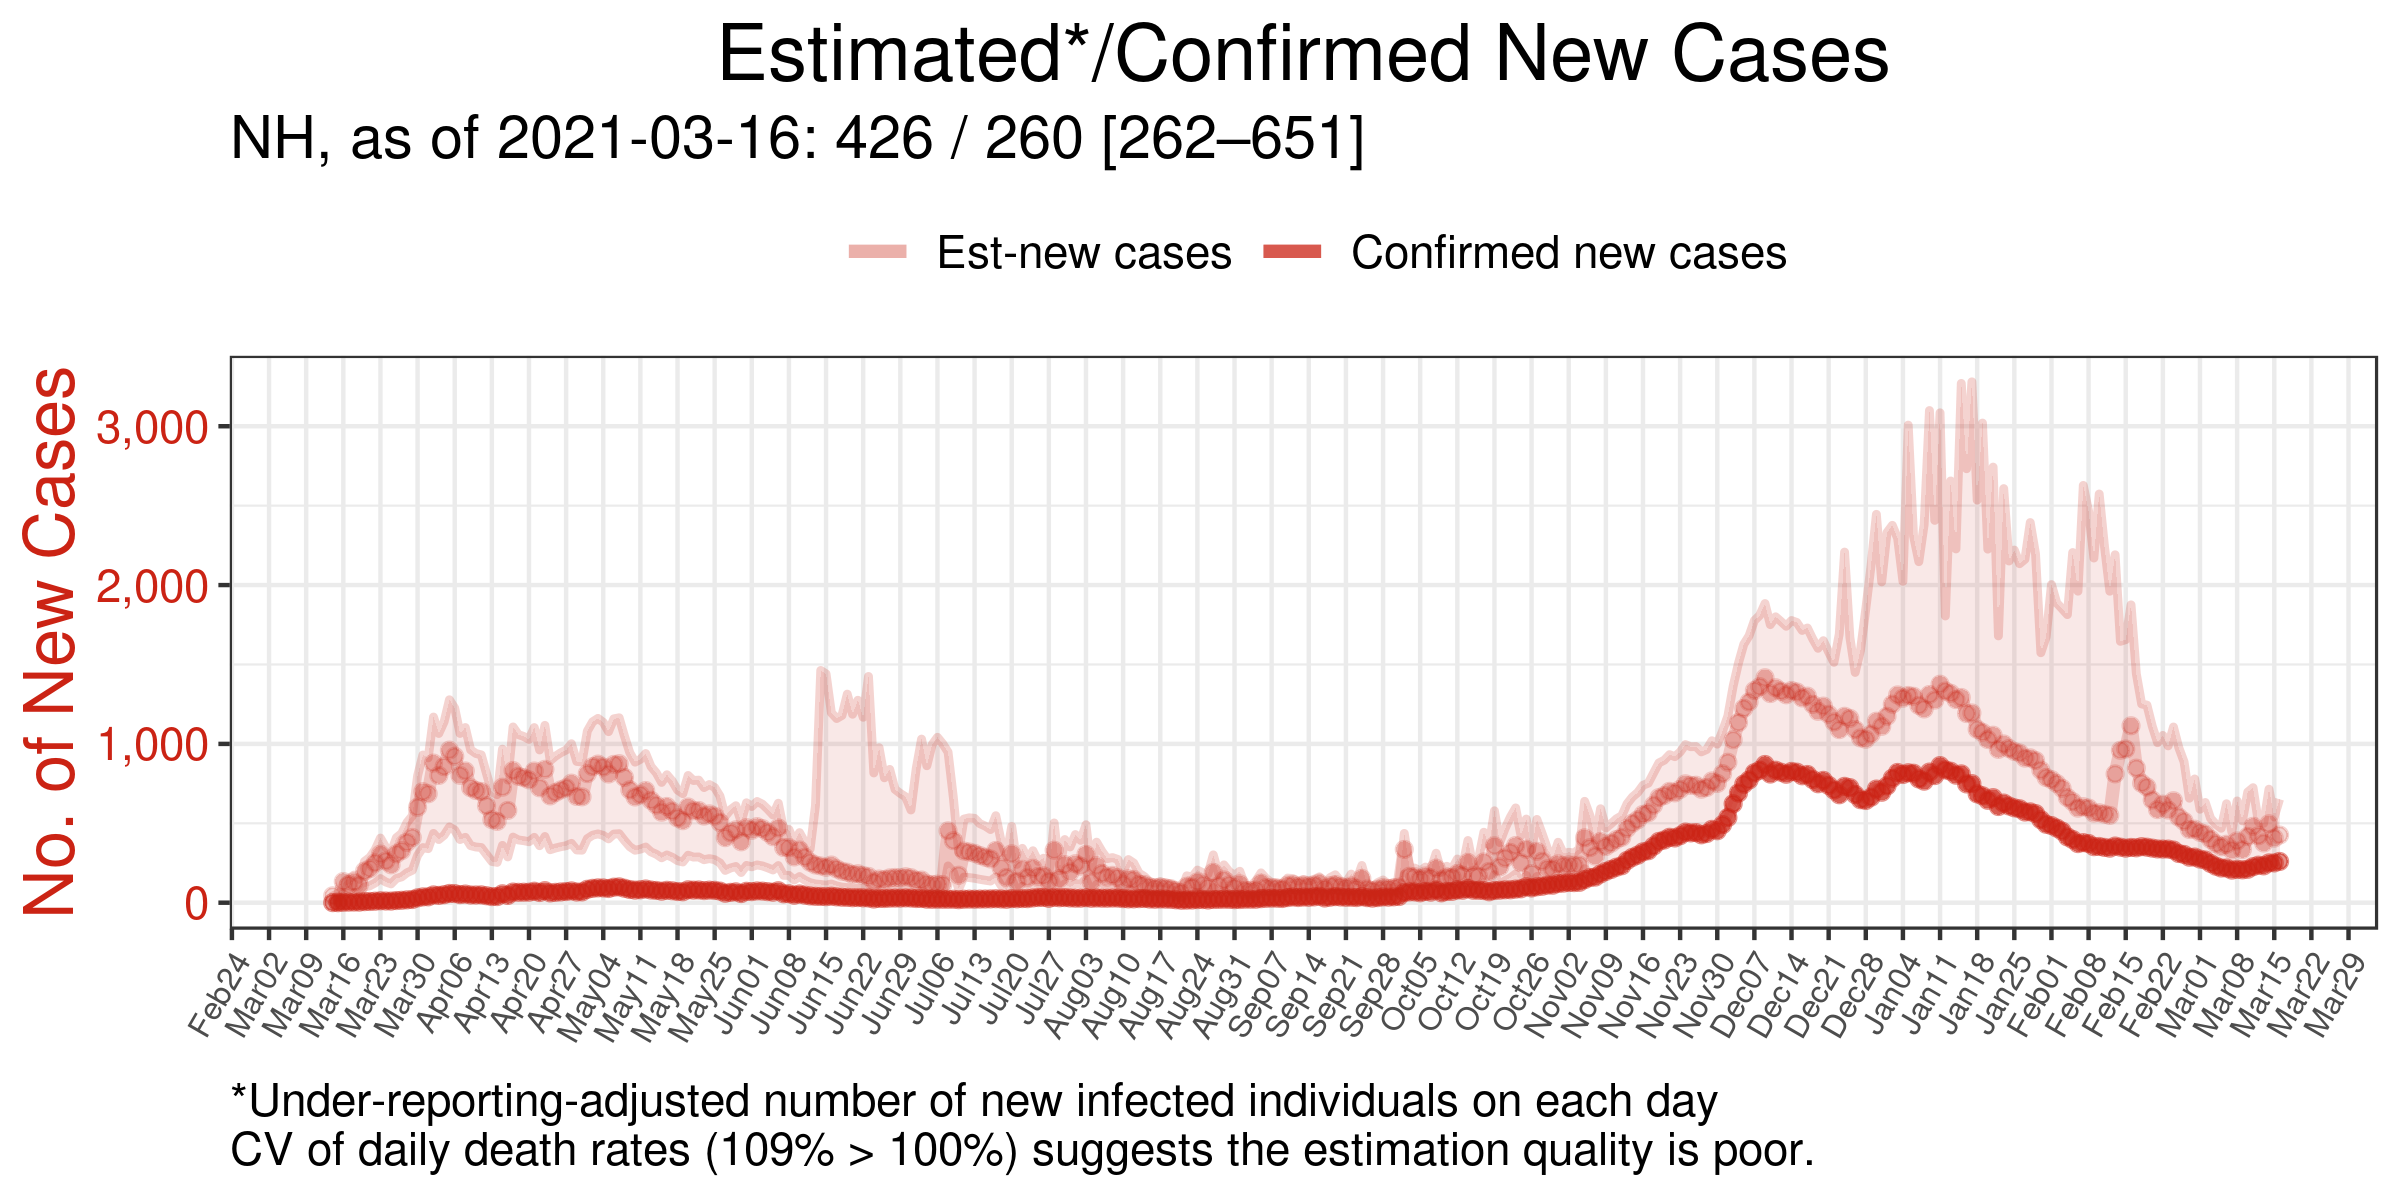 Estimated*/Confirmed New Cases
NH, as of 2021-03-16: 426 / 260 [262–651]
Est-new cases Confirmed new cases
No. of New Cases
3,000
2,000
1,000
0
Feb24 Mar02 Mar09 Mar16 Mar23 Mar30 Apr06 Apr13 Apr20 Apr27 May04 May11 May18 May25 Jun01 Jun08 Jun15 Jun22 Jun29 Jul06 Jul13 Jul20 Jul27 Aug03 Aug10 Aug17 Aug24 Aug31 Sep07 Sep14 Sep21 Sep28 Oct05 Oct12 Oct19 Oct26 Nov02 Nov09 Nov16 Nov23 Nov30 Dec07 Dec14 Dec21 Dec28 Jan04 Jan11 Jan18 Jan25 Feb01 Feb08 Feb15 Feb22 Mar01 Mar08 Mar15 Mar22 Mar29
*Under-reporting-adjusted number of new infected individuals on each day
CV of daily death rates (109% > 100%) suggests the estimation quality is poor.